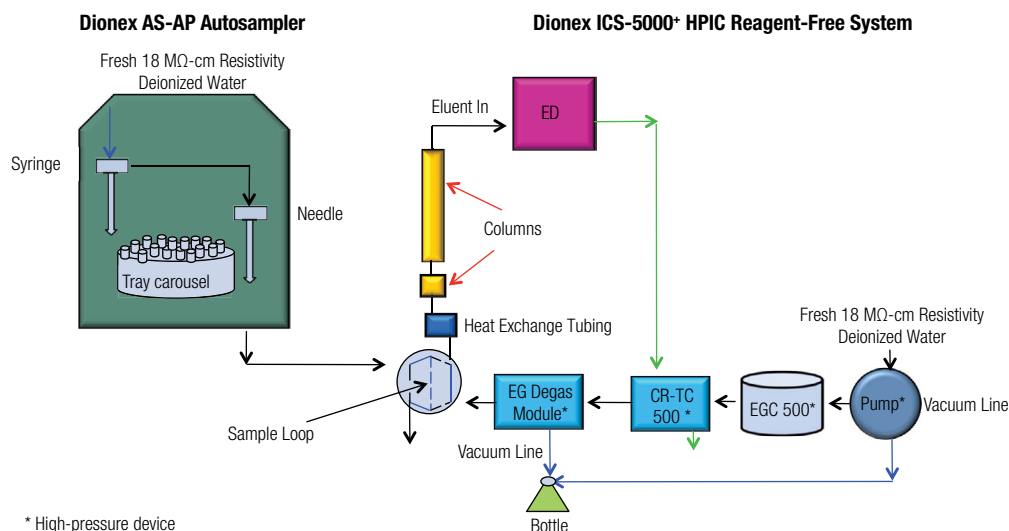 Dionex AS-AP Autosampler
Dionex ICS-5000+ HPIC Reagent-Free System
Fresh 18 MΩ-cm Resistivity
Deionized Water
Eluent In
ED
Syringe
Needle
Columns
Tray carousel
Heat Exchange Tubing
Fresh 18 MΩ-cm Resistivity
Deionized Water
EG Degas
Module*
CR-TC
500 *
EGC 500*
Pump*
Vacuum Line
Sample Loop
Vacuum Line
Bottle
* High-pressure device